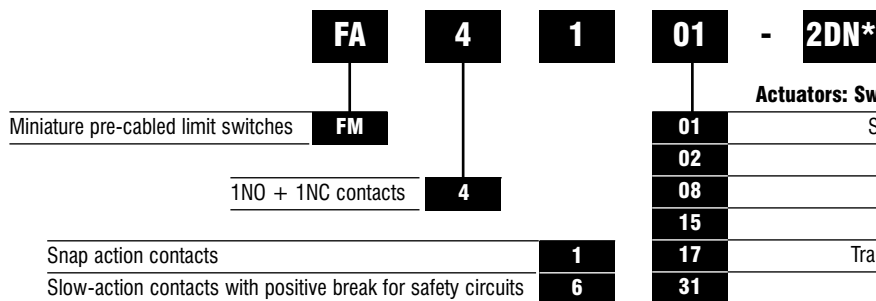 FA 4 1 01 - 2DN*
Actuators: Sw
Miniature pre-cabled limit switches FM
01 S
02
1NO + 1NC contacts 4
08
15
Snap action contacts 1
17 Tra
Slow-action contacts with positive break for safety circuits 6
31